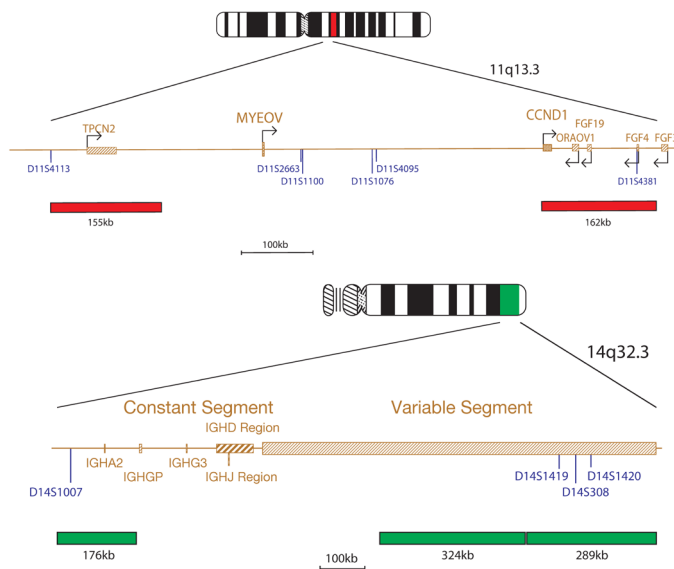 11q13.3
TPCN2
MYEOV
CCND1
FGF19
ORAOV1
FGF4
D11S4113
D11S2663
D11S4095
D11S1100
D11S1076
D11S4381
155kb
162kb
100kb
14q32.3
Constant Segment
Variable Segment
IGHD Region
IGHA2
IGHG3
IGHGP
IGHJ Region
D14S1007
D14S1419
D14S1420
D14S308
176kb
324kb
289kb
100kb